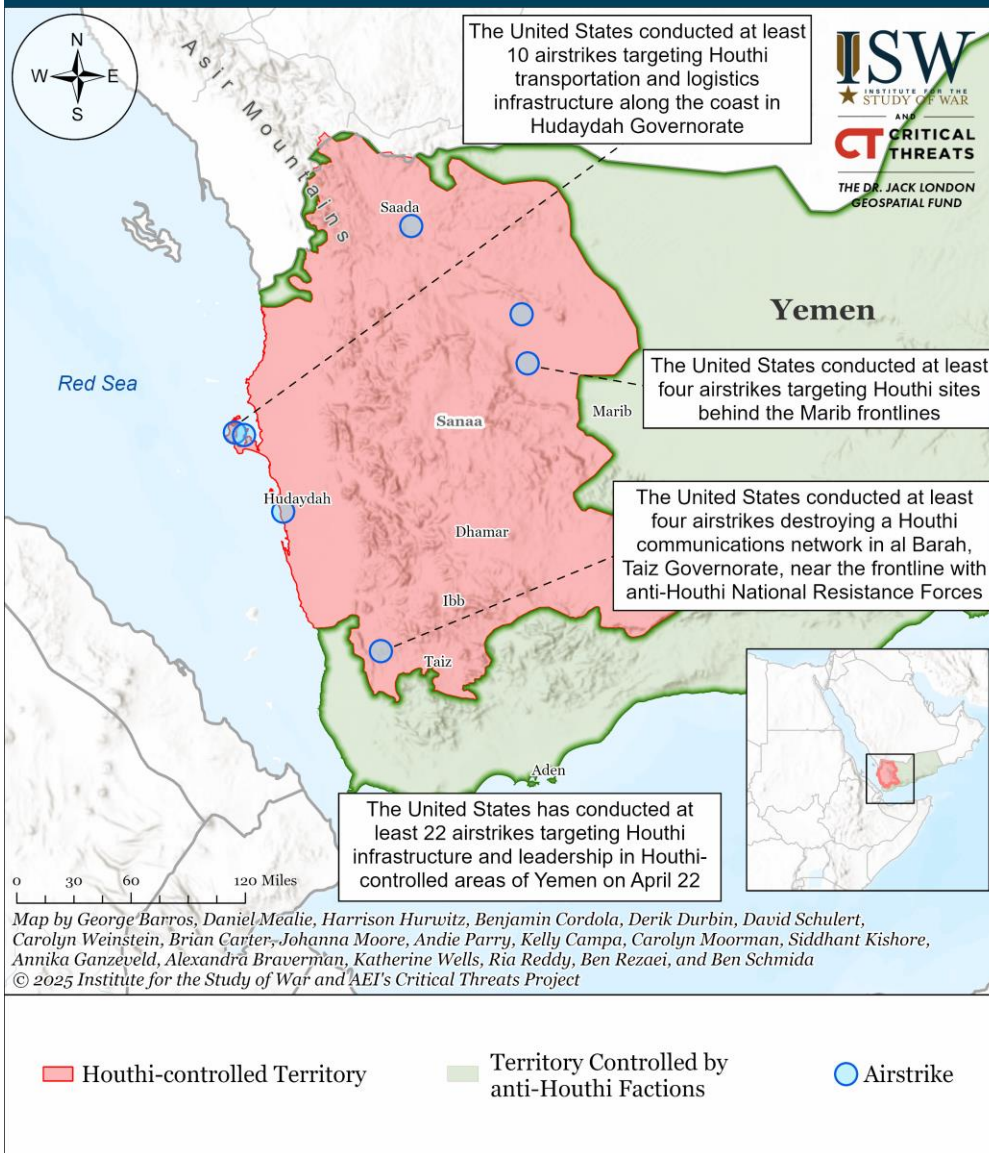 N
W E
S
Asir Mountains
The United States conducted at least
10 airstrikes targeting Houthi
transportation and logistics
infrastructure along the coast in
Hudaydah Governorate
ISW
INSTITUTE FOR THE
STUDY OF WAR
AND
CT CRITICAL
THREATS
THE DR. JACK LONDON
GEOSPATIAL FUND
Saada
Yemen
Red Sea
The United States conducted at least
four airstrikes targeting Houthi sites
behind the Marib frontlines
Marib
Sanaa
Hudaydah
The United States conducted at least
four airstrikes destroying a Houthi
communications network in al Barah,
Taiz Governorate, near the frontline with
anti-Houthi National Resistance Forces
Dhamar
Ibb
Taiz
Aden
The United States has conducted at
least 22 airstrikes targeting Houthi
infrastructure and leadership in Houthi-
controlled areas of Yemen on April 22
0 30 60 120 Miles
Map by George Barros, Daniel Mealie, Harrison Hurwitz, Benjamin Cordola, Derik Durbin, David Schulert,
Carolyn Weinstein, Brian Carter, Johanna Moore, Andie Parry, Kelly Campa, Carolyn Moorman, Siddhant Kishore,
Annika Ganzeveld, Alexandra Braverman, Katherine Wells, Ria Reddy, Ben Rezaei, and Ben Schmida
© 2025 Institute for the Study of War and AEI's Critical Threats Project
Houthi-controlled Territory
Territory Controlled by
anti-Houthi Factions
Airstrike